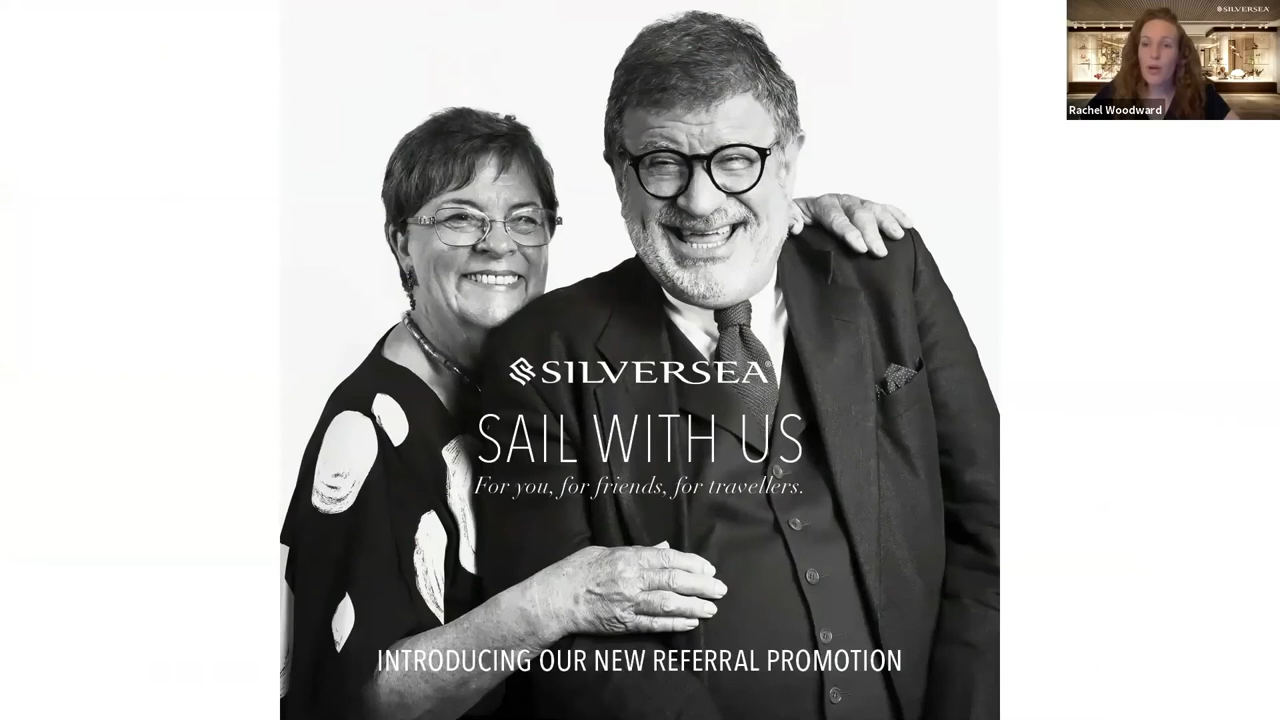 SILVERSEA
SAIL WITH US
For you, for friends, for travellers.
INTRODUCING OUR NEW REFERRAL PROMOTION
SILVERSEA
Rachel Woodward